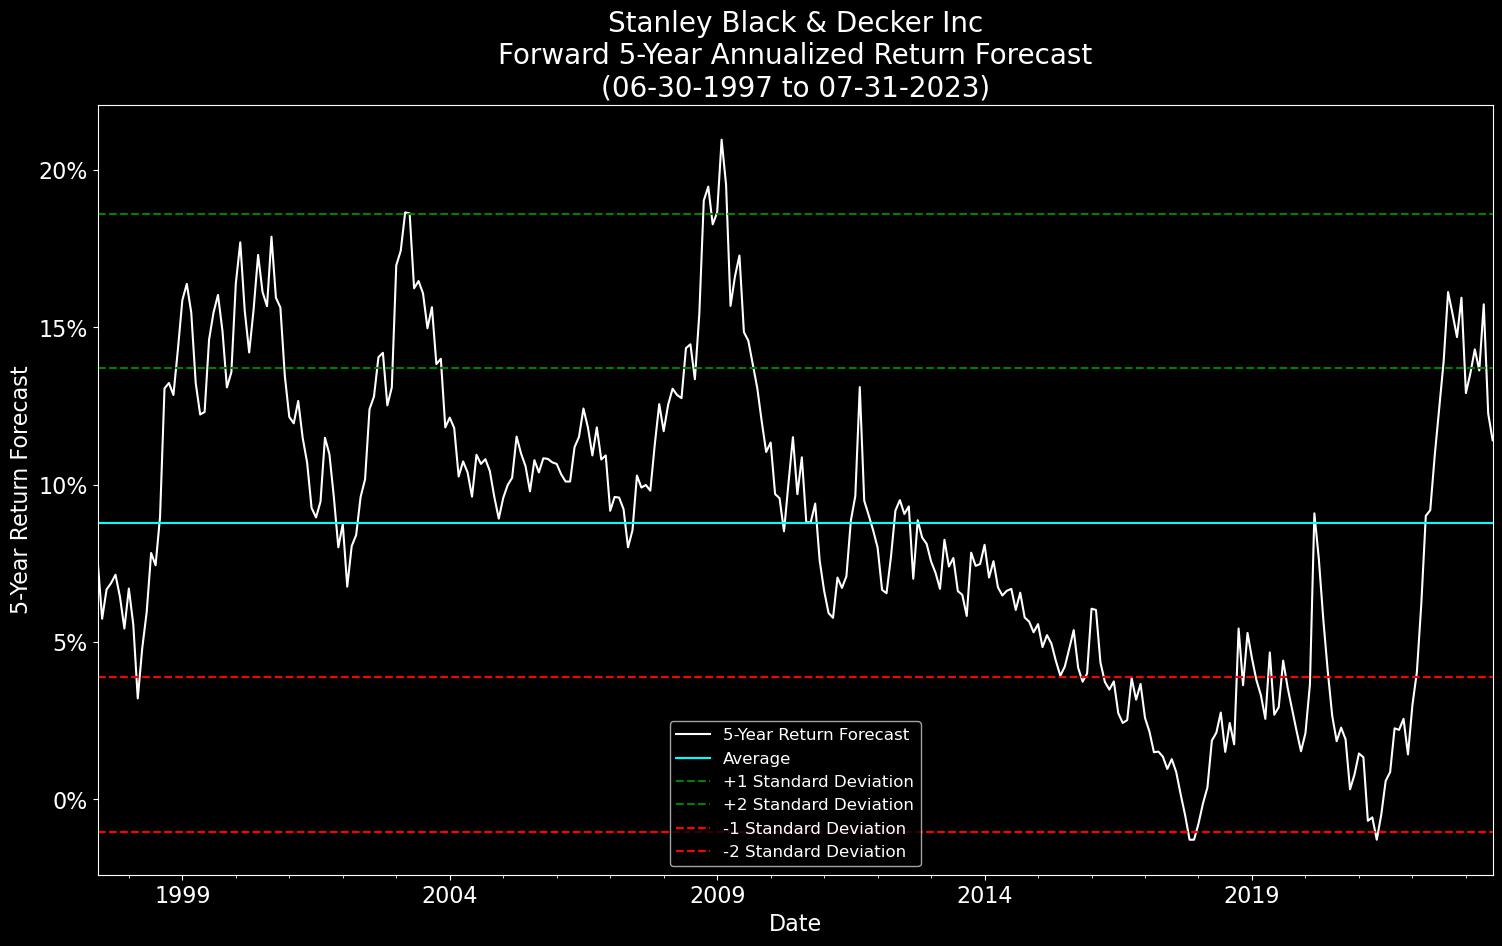 Stanley Black & Decker Inc
Forward 5-Year Annualized Return Forecast
(06-30-1997 to 07-31-2023)
5-Year Return Forecast
20%
15%
10%
5%
0%
5-Year Return Forecast
Average
+1 Standard Deviation
+2 Standard Deviation
-1 Standard Deviation
-2 Standard Deviation
1999 2004 2009 2014 2019
Date